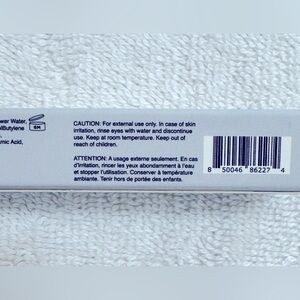 ower Water,
lButylene
6M
mic Acid,
CAUTION: For external use only. In case of skin
irritation, rinse eyes with water and discontinue
use. Keep at room temperature. Keep out of
reach of children.
ATTENTION: A usage externe seulement. En cas
d'irritation, rincer les yeux abondamment à l'eau
et stopper l'utilisation. Conserver à température
ambiante. Tenir hors de portée des enfants.
8 50046 86227 4